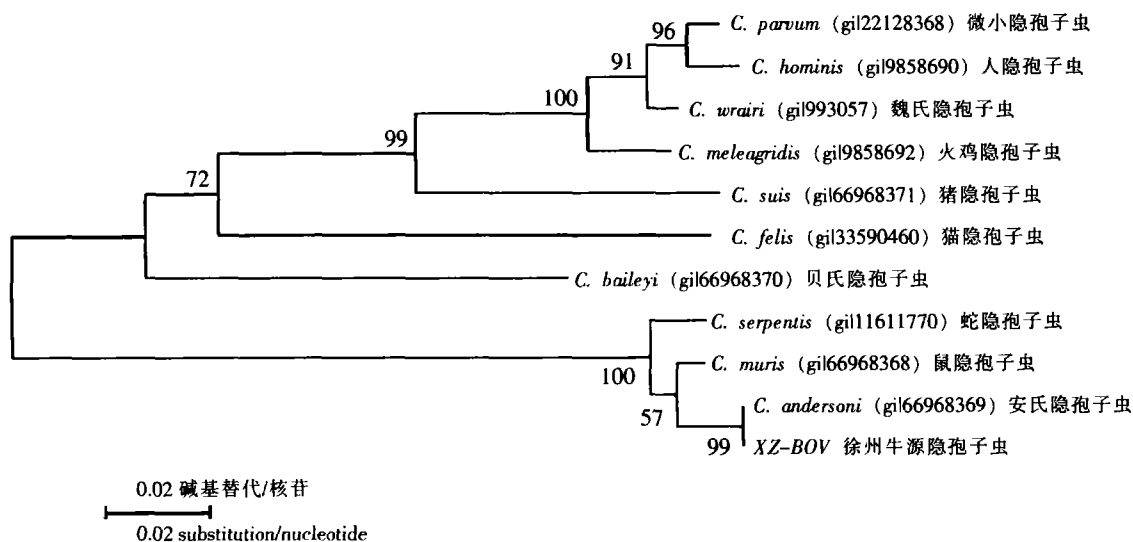 C. parvum (gi|22128368) 微小隐孢子虫
96
C. hominis (gi|9858690) 人隐孢子虫
91
C. wrairi (gi|993057) 魏氏隐孢子虫
100
C. meleagridis (gi|9858692) 火鸡隐孢子虫
99
C. suis (gi|66968371) 猪隐孢子虫
72
C. felis (gi|33590460) 猫隐孢子虫
C. baileyi (gi|66968370) 贝氏隐孢子虫
C. serpentis (gi|11611770) 蛇隐孢子虫
C. muris (gi|66968368) 鼠隐孢子虫
100
C. andersoni (gi|66968369) 安氏隐孢子虫
57
XZ-BOV 徐州牛源隐孢子虫
99
0.02 碱基替代/核苷
0.02 substitution/nucleotide